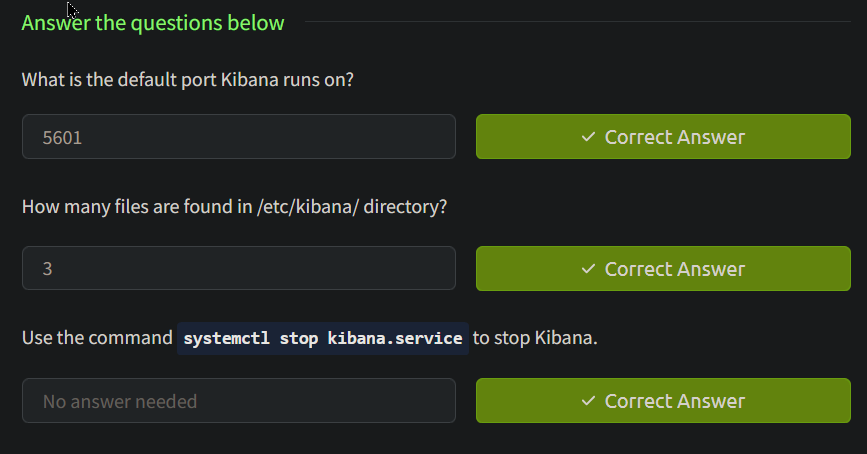 Answer the questions below
What is the default port Kibana runs on?
5601
✓ Correct Answer
How many files are found in /etc/kibana/ directory?
3
✓ Correct Answer
Use the command systemctl stop kibana.service to stop Kibana.
No answer needed
✓ Correct Answer